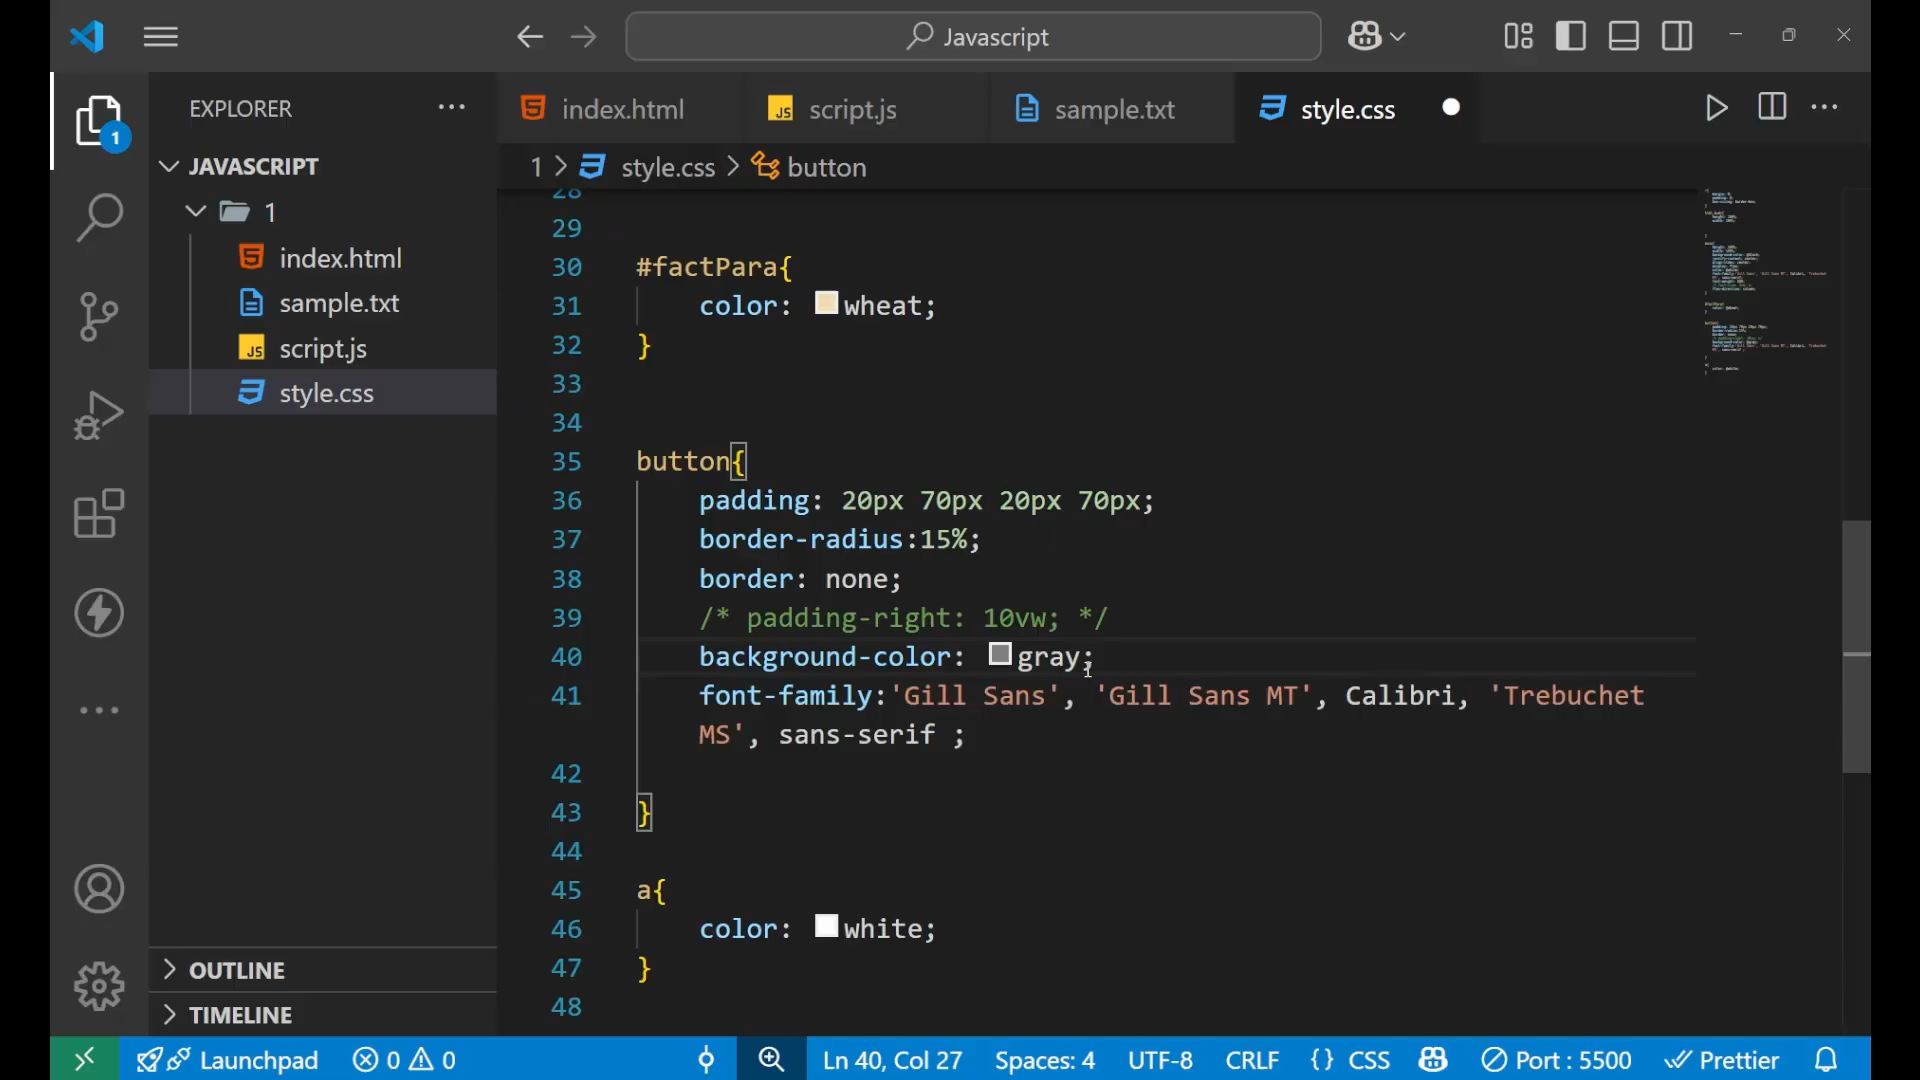 Javascript
EXPLORER
index.html
script.js
sample.txt
style.css
1 > style.css > button
JAVASCRIPT
1
index.html
sample.txt
script.js
style.css
1
28
29
30 #factPara{
31 color: wheat;
32 }
33
34
35 button{
36 padding: 20px 70px 20px 70px;
37 border-radius:15%;
38 border: none;
39 /* padding-right: 10vw; */
40 background-color: gray;
41 font-family:'Gill Sans', 'Gill Sans MT', Calibri, 'Trebuchet
MS', sans-serif ;
42
43 }
44
45 a{
46 color: white;
47 }
48
OUTLINE
TIMELINE
Launchpad 0 0 Ln 40, Col 27 Spaces: 4 UTF-8 CRLF {} CSS Port : 5500 Prettier